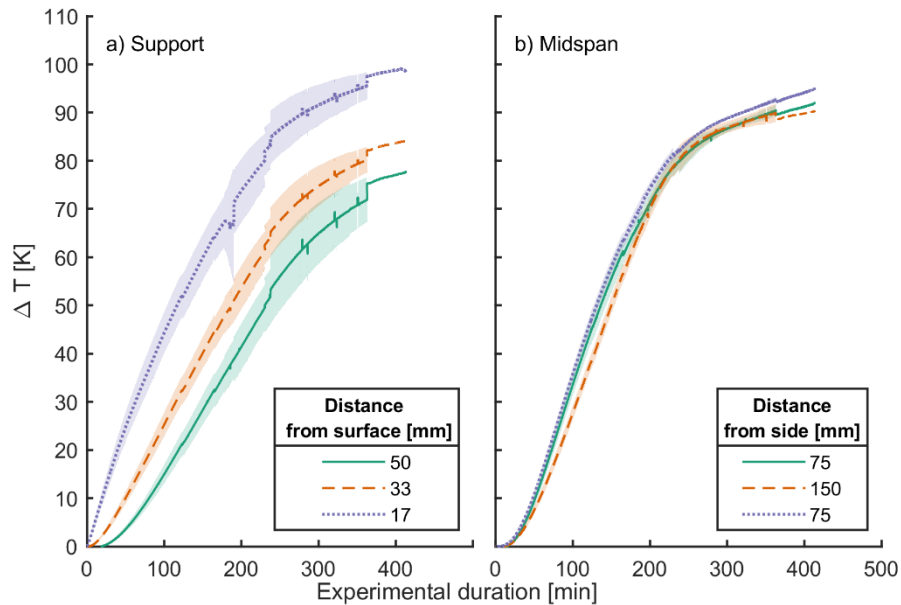 a) Support
b) Midspan
Δ T [K]
110
100
90
80
70
60
50
40
30
20
10
0
Distance
from surface [mm]
50
33
17
Distance
from side [mm]
75
150
75
0 100 200 300 400 0 100 200 300 400 500
Experimental duration [min]